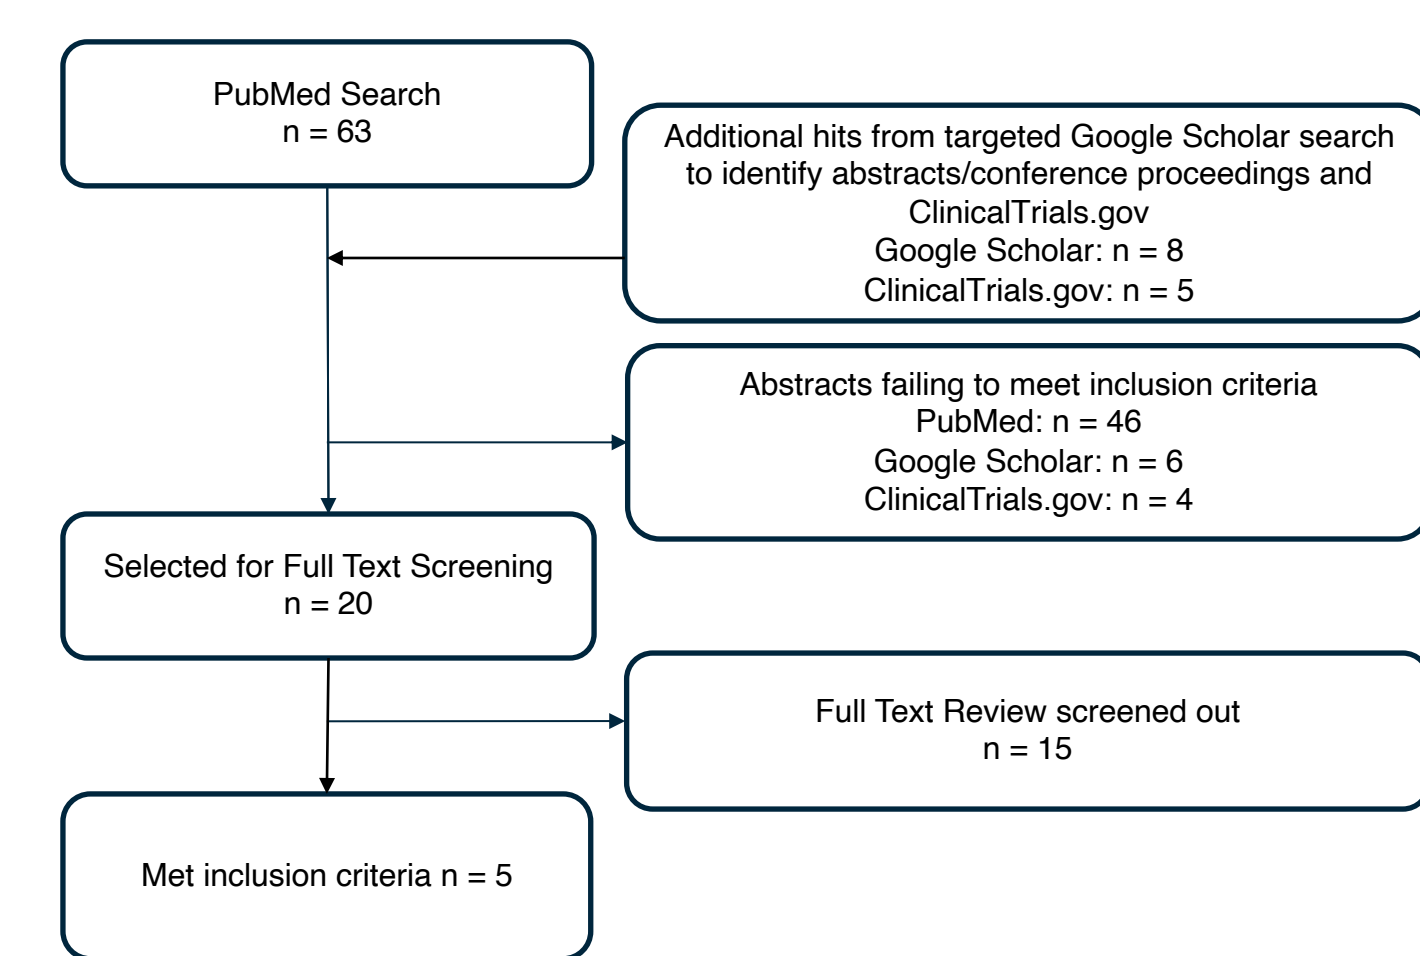 PubMed Search
n = 63
Additional hits from targeted Google Scholar search
to identify abstracts/conference proceedings and
ClinicalTrials.gov
Google Scholar: n = 8
ClinicalTrials.gov: n = 5
Abstracts failing to meet inclusion criteria
PubMed: n = 46
Google Scholar: n = 6
ClinicalTrials.gov: n = 4
Selected for Full Text Screening
n = 20
Full Text Review screened out
n = 15
Met inclusion criteria n = 5